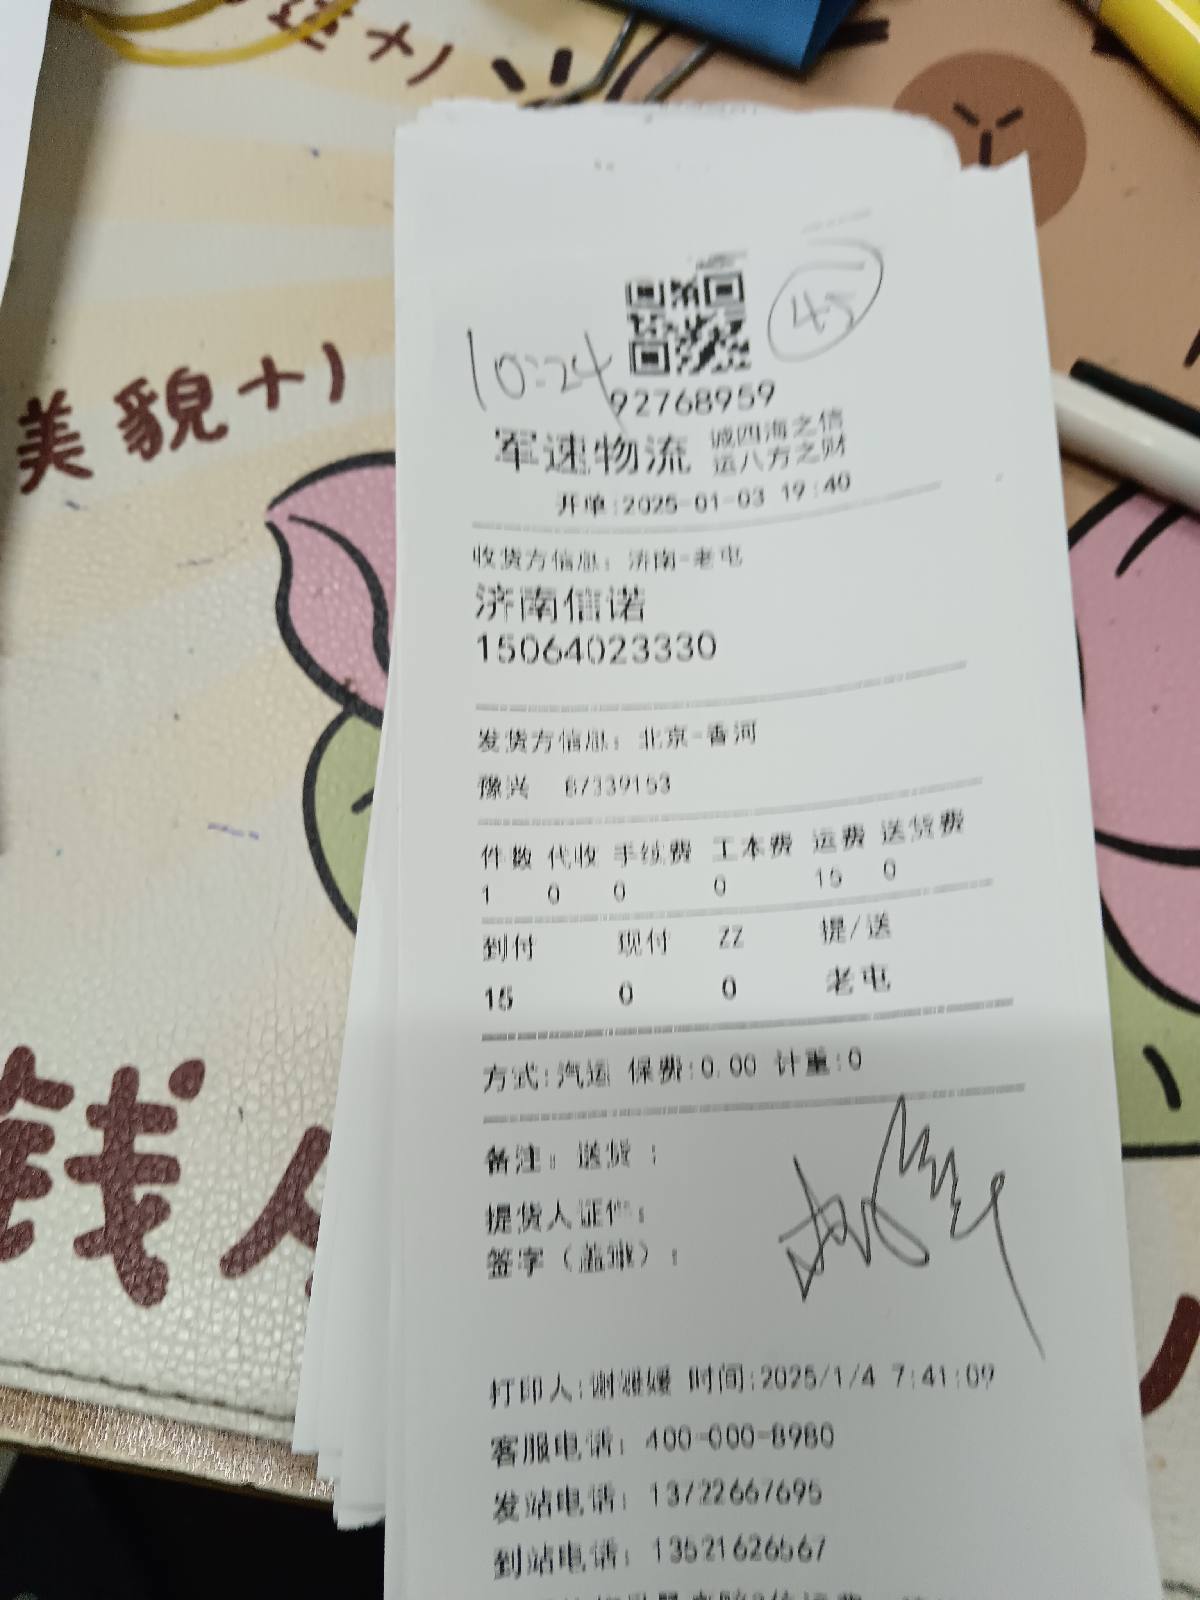 美貌+1
钱
10:24
45
92768959
军速物流 诚四海之信
运八方之财
开单:2025-01-03 19:40
收货方信息: 济南-老屯
济南信诺
15064023330
发货方信息: 北京-香河
豫兴 67339153
件数 代收 手续费 工本费 运费 送货费
1 0 0 0 15 0
到付 现付 ZZ 提/送
15 0 0 老屯
方式:汽运 保费:0.00 计重:0
备注: 送货 :
提货人证件:
签字(盖章):
打印人:谢媛媛 时间:2025/1/4 7:41:09
客服电话: 400-000-8980
发站电话: 13722667695
到站电话: 13521626567